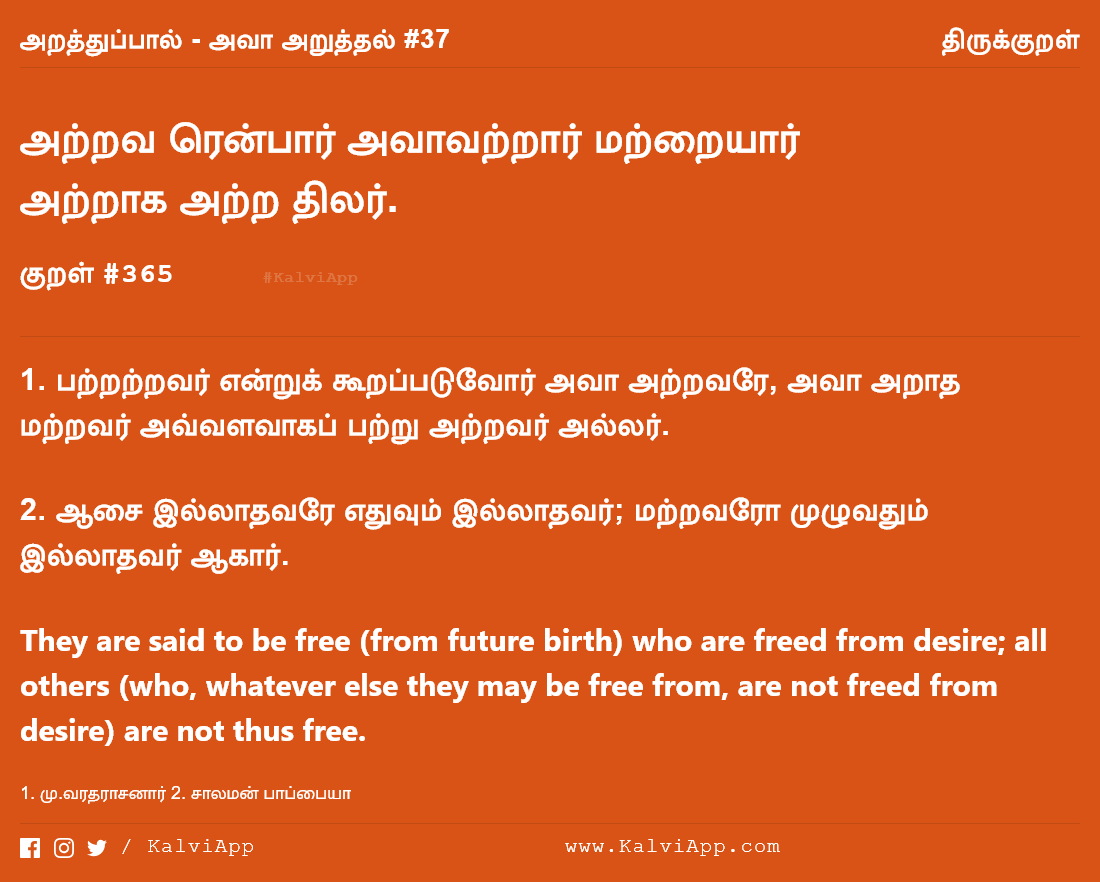 அறத்துப்பால் - அவா அறுத்தல் #37
திருக்குறள்
அற்றவ ரென்பார் அவாவற்றார் மற்றையார்
அற்றாக அற்ற திலர்.
குறள் #365
#KalviApp
1. பற்றற்றவர் என்றுக் கூறப்படுவோர் அவா அற்றவரே, அவா அறாத
மற்றவர் அவ்வளவாகப் பற்று அற்றவர் அல்லர்.
2. ஆசை இல்லாதவரே எதுவும் இல்லாதவர்; மற்றவரோ முழுவதும்
இல்லாதவர் ஆகார்.
They are said to be free (from future birth) who are freed from desire; all
others (who, whatever else they may be free from, are not freed from
desire) are not thus free.
1. மு.வரதராசனார் 2. சாலமன் பாப்பையா
/ KalviApp
www.KalviApp.com